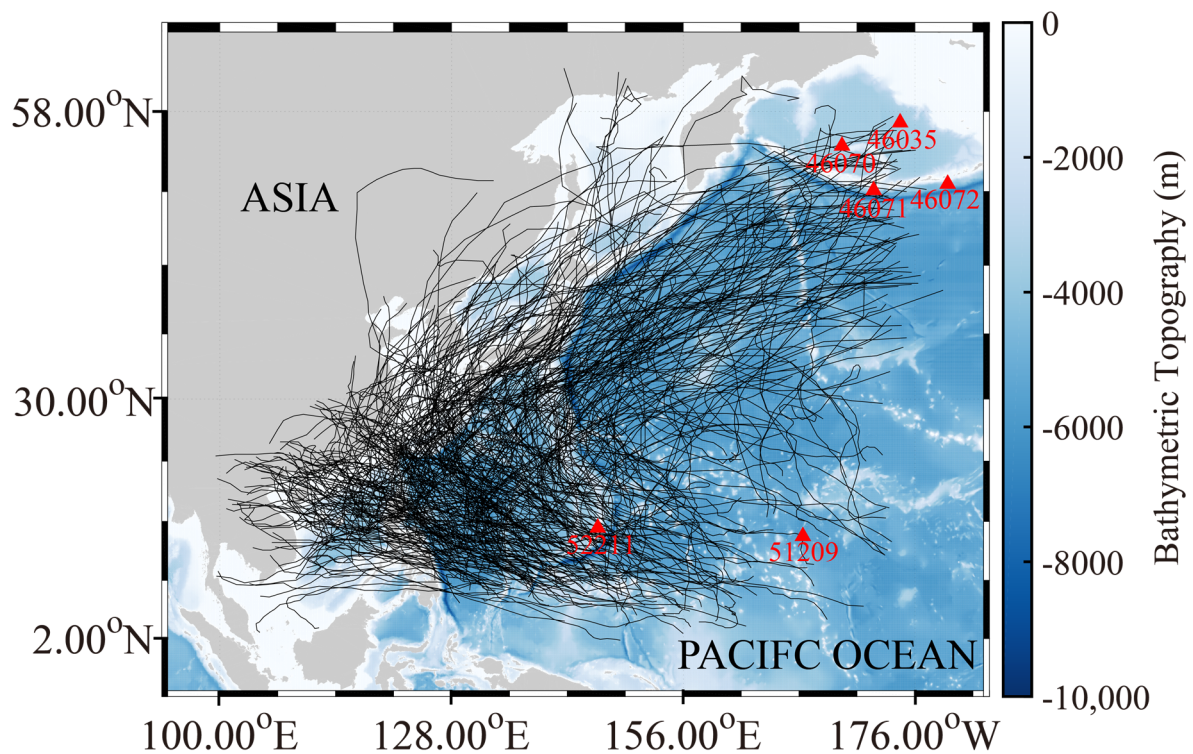 58.00°N
30.00°N
2.00°N
100.00°E
128.00°E
156.00°E
176.00°W
ASIA
46035
46070
46071
46072
52211
51209
PACIFC OCEAN
0
-2000
-4000
-6000
-8000
-10,000
Bathymetric Topography (m)